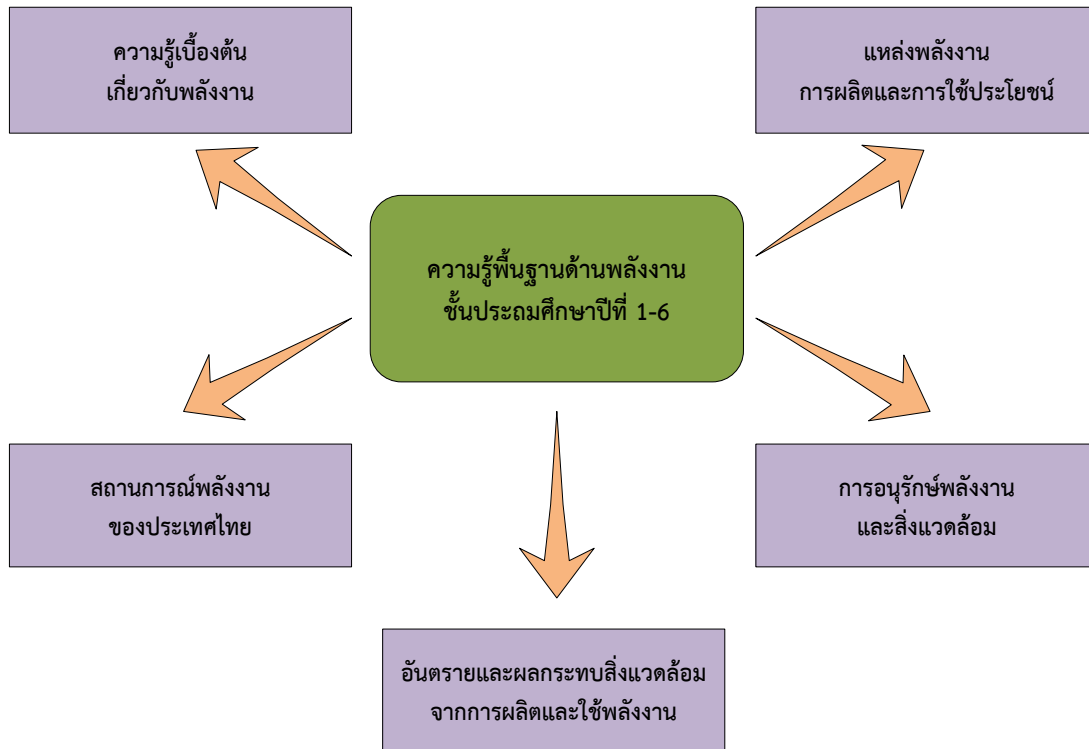 ความรู้เบื้องต้น
เกี่ยวกับพลังงาน
แหล่งพลังงาน
การผลิตและการใช้ประโยชน์
ความรู้พื้นฐานด้านพลังงาน
ชั้นประถมศึกษาปีที่ 1-6
สถานการณ์พลังงาน
ของประเทศไทย
การอนุรักษ์พลังงาน
และสิ่งแวดล้อม
อันตรายและผลกระทบสิ่งแวดล้อม
จากการผลิตและใช้พลังงาน